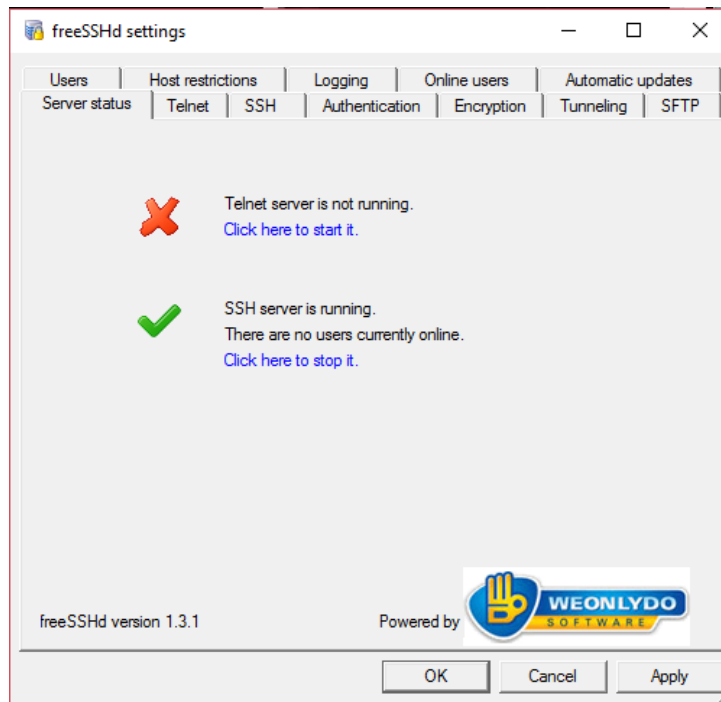 freeSSHd settings
Users Host restrictions Logging Online users Automatic updates
Server status Telnet SSH Authentication Encryption Tunneling SFTP
Telnet server is not running.
Click here to start it.
SSH server is running.
There are no users currently online.
Click here to stop it.
freeSSHd version 1.3.1
Powered by
WEONLYDO
SOFTWARE
OK Cancel Apply